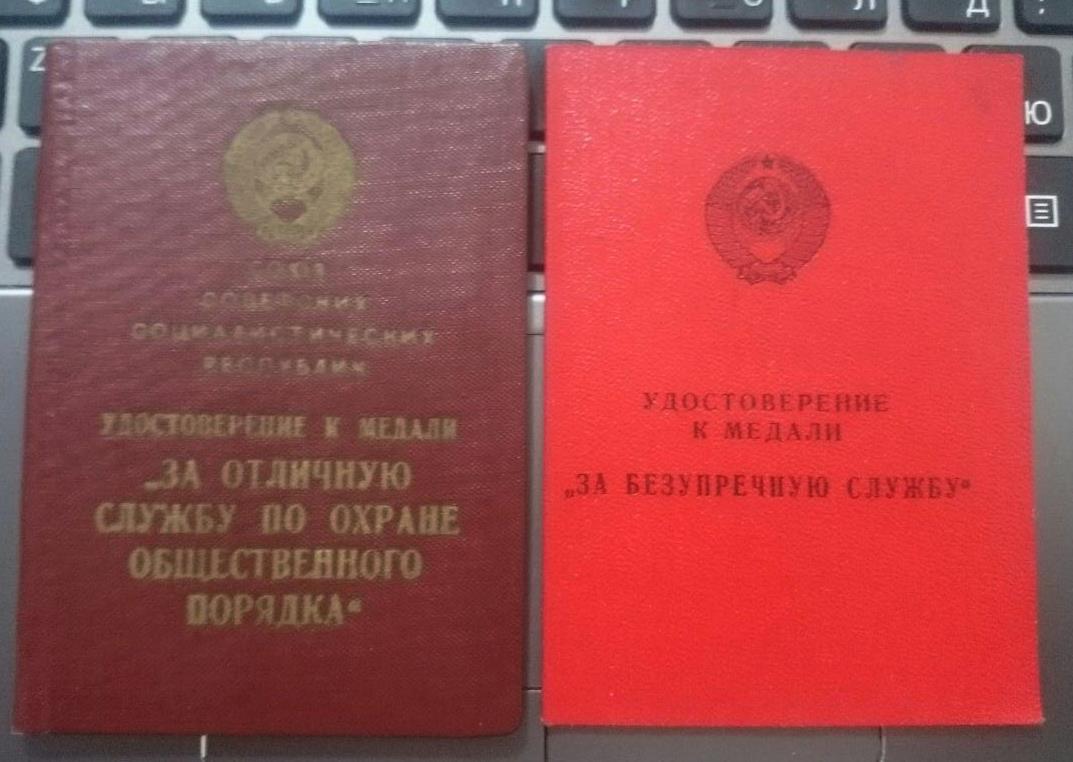 Z
Ю
Л
Д
СОЮЗ
СОВЕТСКИХ
СОЦИАЛИСТИЧЕСКИХ
РЕСПУБЛИК
УДОСТОВЕРЕНИЕ К МЕДАЛИ
„ЗА ОТЛИЧНУЮ
СЛУЖБУ ПО ОХРАНЕ
ОБЩЕСТВЕННОГО
ПОРЯДКА“
УДОСТОВЕРЕНИЕ
К МЕДАЛИ
„ЗА БЕЗУПРЕЧНУЮ СЛУЖБУ“